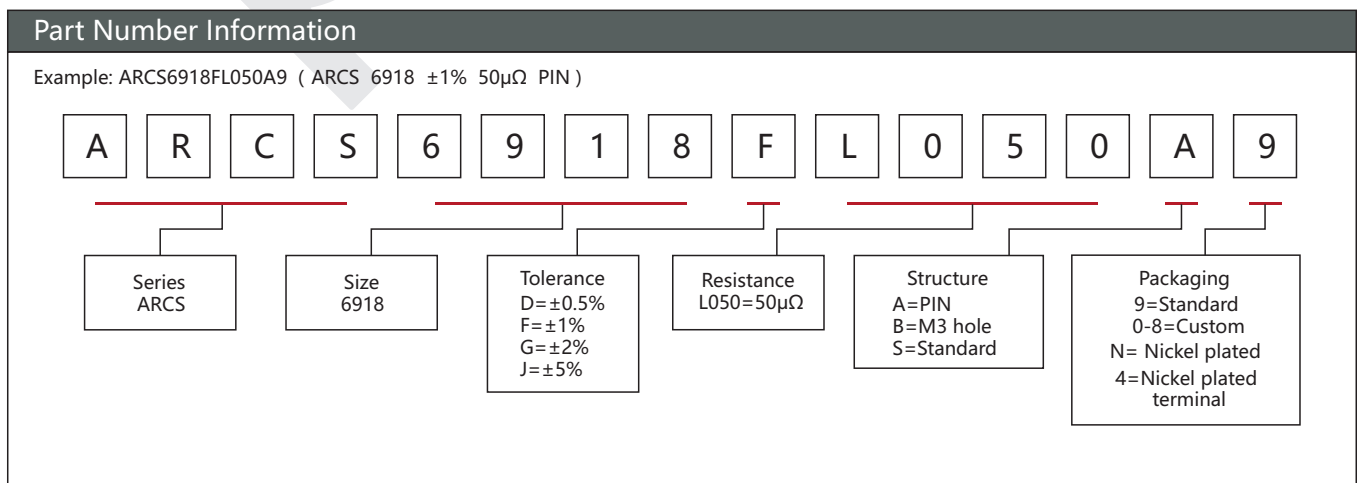 Part Number Information
Example: ARCS6918FL050A9 ( ARCS 6918 ±1% 50μΩ PIN )
A R C S 6 9 1 8 F L 0 5 0 A 9
Series
ARCS
Size
6918
Tolerance
D=±0.5%
F=±1%
G=±2%
J=±5%
Resistance
L050=50μΩ
Structure
A=PIN
B=M3 hole
S=Standard
Packaging
9=Standard
0-8=Custom
N= Nickel plated
4=Nickel plated
terminal